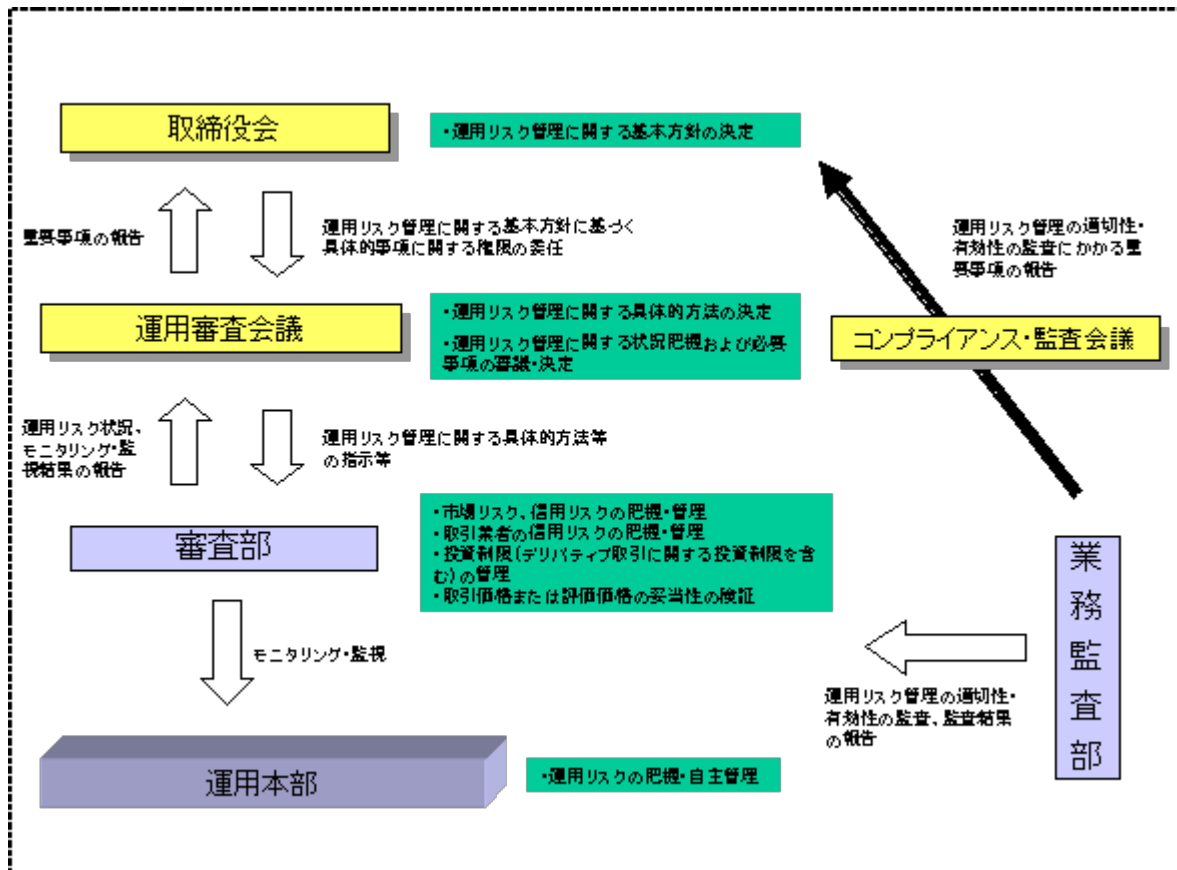 取締役会
・運用リスク管理に関する基本方針の決定
重要事項の報告
運用リスク管理に関する基本方針に基づく
具体的事項に関する権限の委任
運用リスク管理の適切性・
有効性の監査にかかる重
要事項の報告
運用審査会議
・運用リスク管理に関する具体的方法の決定
・運用リスク管理に関する状況把握および必要
事項の審議・決定
コンプライアンス・監査会議
運用リスク状況、
モニタリング・監
視結果の報告
運用リスク管理に関する具体的方法等
の指示等
審査部
・市場リスク、信用リスクの把握・管理
・取引業者の信用リスクの把握・管理
・投資制限（デリバティブ取引に関する投資制限を含
む）の管理
・取引価格または評価価格の妥当性の検証
業務監査部
モニタリング・監視
運用リスク管理の適切性・
有効性の監査、監査結果
の報告
運用本部
・運用リスクの把握・自主管理